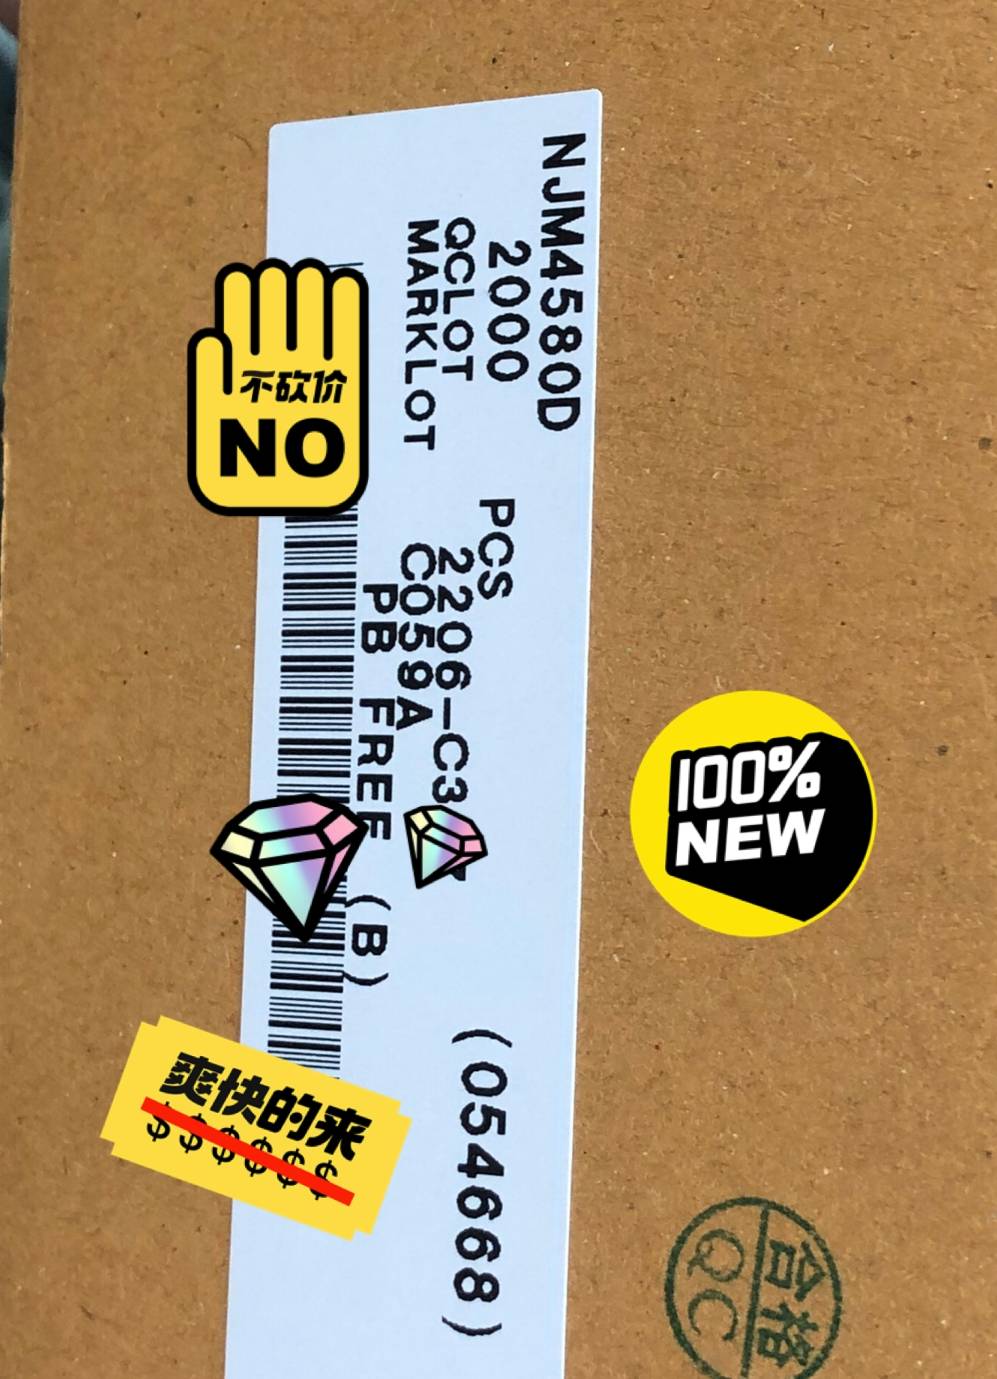 NJM4580D
2000 PCS
QCLOT 2206-C3
MARKLOT C059A
PB FREE (B)
(054668)
不砍价
NO
100%
NEW
爽快的来
$$$$$$
合格
QC